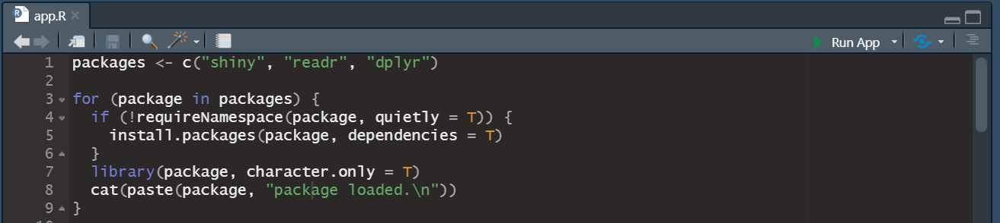 app.R
Run App
1 packages <- c("shiny", "readr", "dplyr")
2
3 for (package in packages) {
4   if (!requireNamespace(package, quietly = T)) {
5     install.packages(package, dependencies = T)
6   }
7   library(package, character.only = T)
8   cat(paste(package, "package loaded.\n"))
9 }